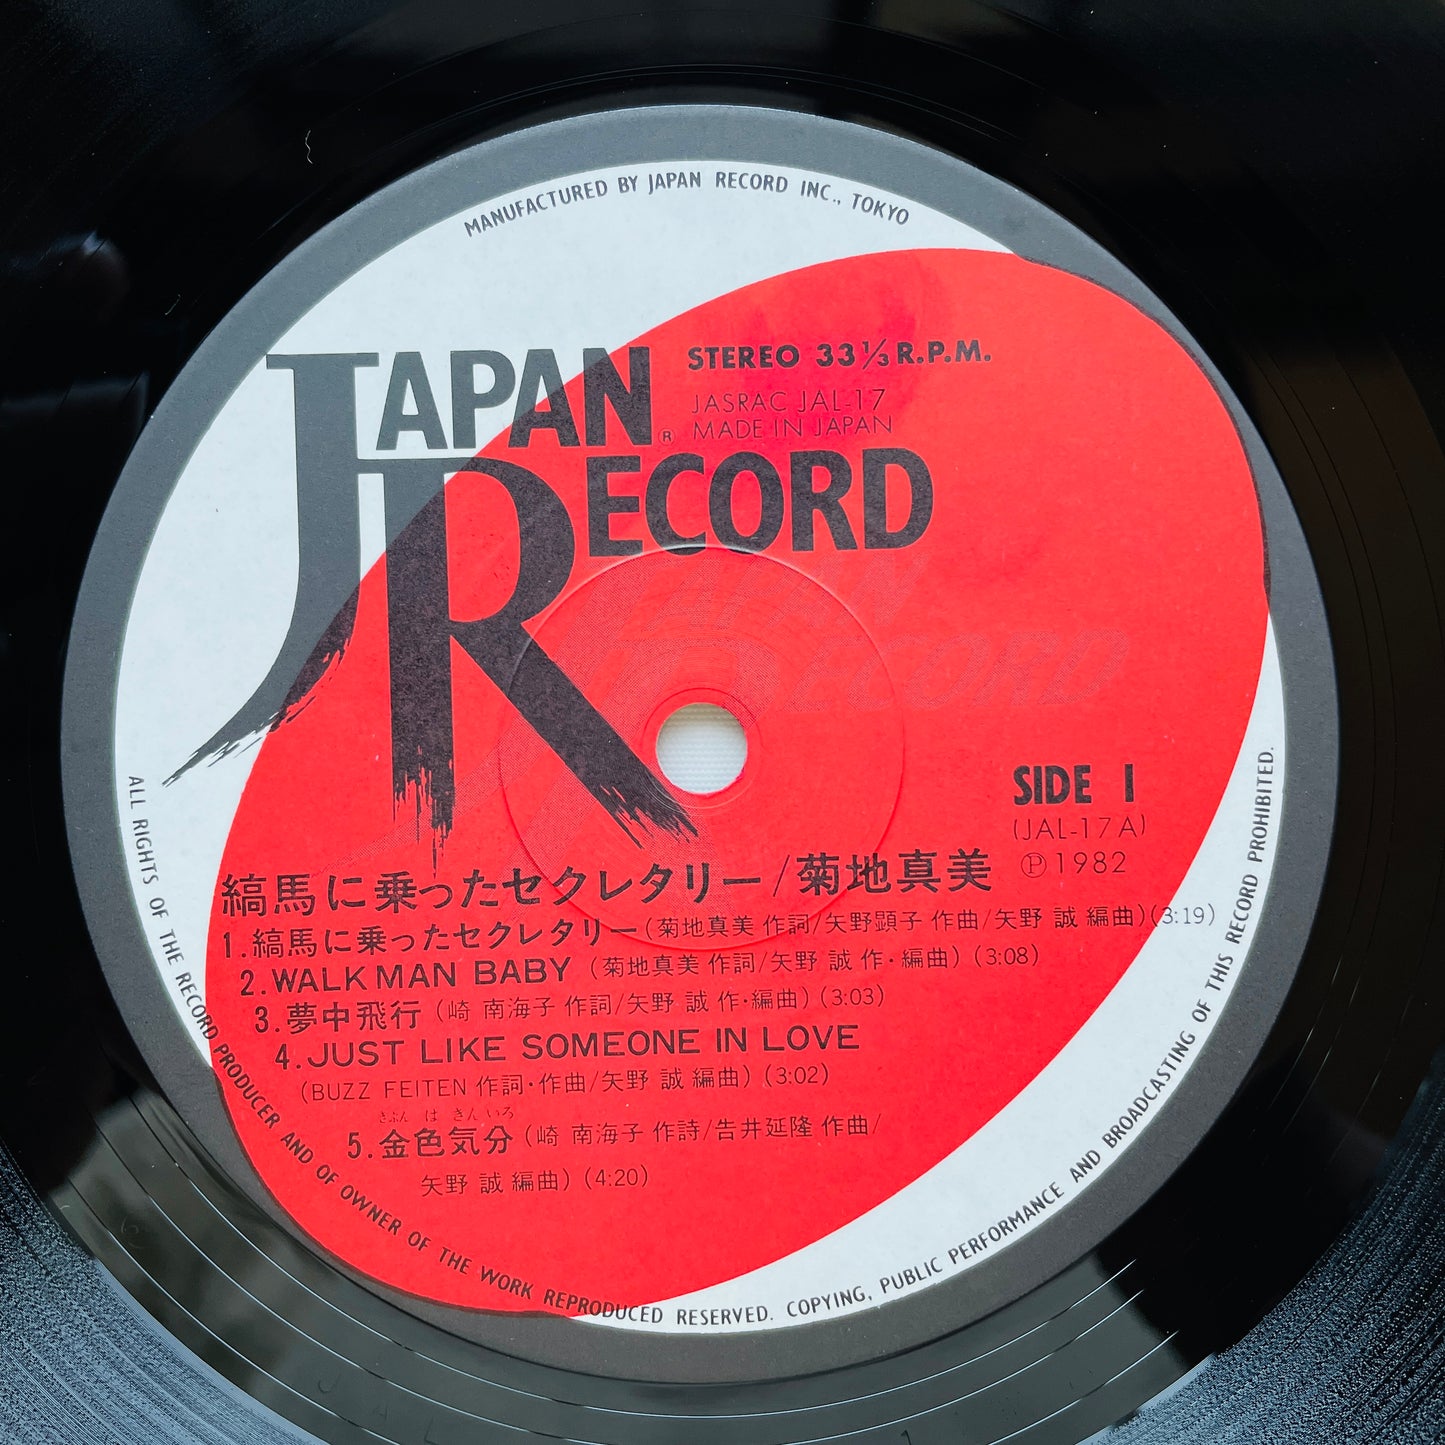 MANUFACTURED BY JAPAN RECORD INC., TOKYO
JAPAN®
RECORD
STEREO 33 1/3 R.P.M.
JASRAC JAL-17
MADE IN JAPAN
APAN
RECORD
SIDE 1
(JAL-17A)
Ⓟ1982
縞馬に乗ったセクレタリー/菊地真美
1.縞馬に乗ったセクレタリー(菊地真美 作詞/矢野顕子 作曲/矢野 誠 編曲)(3:19)
2.WALK MAN BABY (菊地真美 作詞/矢野 誠 作・編曲) (3:08)
3.夢中飛行 (崎 南海子 作詞/矢野 誠 作・編曲) (3:03)
4.JUST LIKE SOMEONE IN LOVE
(BUZZ FEITEN 作詞・作曲/矢野 誠 編曲) (3:02)
きぶん は きん いろ
5.金色気分 (崎 南海子 作詩/告井延隆 作曲/
矢野 誠 編曲) (4:20)
ALL RIGHTS OF THE RECORD PRODUCER AND OF OWNER OF THE WORK REPRODUCED RESERVED. COPYING, PUBLIC PERFORMANCE AND BROADCASTING OF THIS RECORD PROHIBITED.